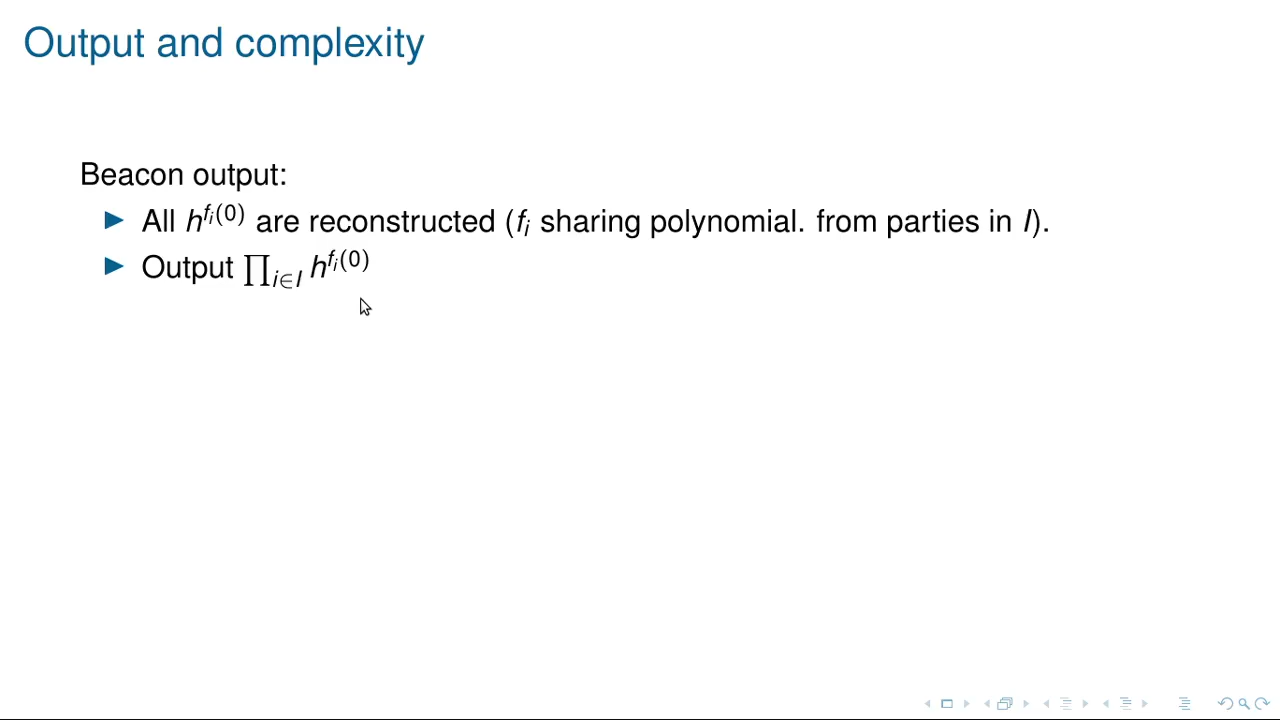 Output and complexity
Beacon output:
▶ All h^{f_i(0)} are reconstructed (f_i sharing polynomial. from parties in I).
▶ Output ∏_{i∈I} h^{f_i(0)}